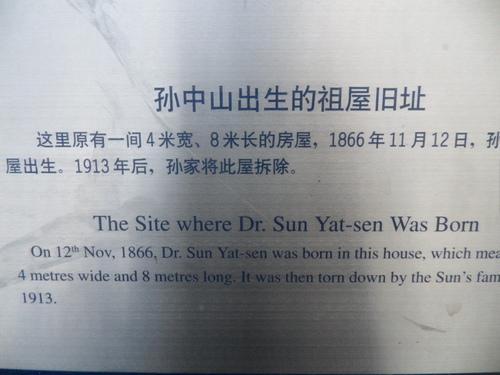 孙中山出生的祖屋旧址
这里原有一间4米宽、8米长的房屋，1866年11月12日，孙
屋出生。1913年后，孙家将此屋拆除。
The Site where Dr. Sun Yat-sen Was Born
On 12th Nov, 1866, Dr. Sun Yat-sen was born in this house, which mea
4 metres wide and 8 metres long. It was then torn down by the Sun's fam
1913.